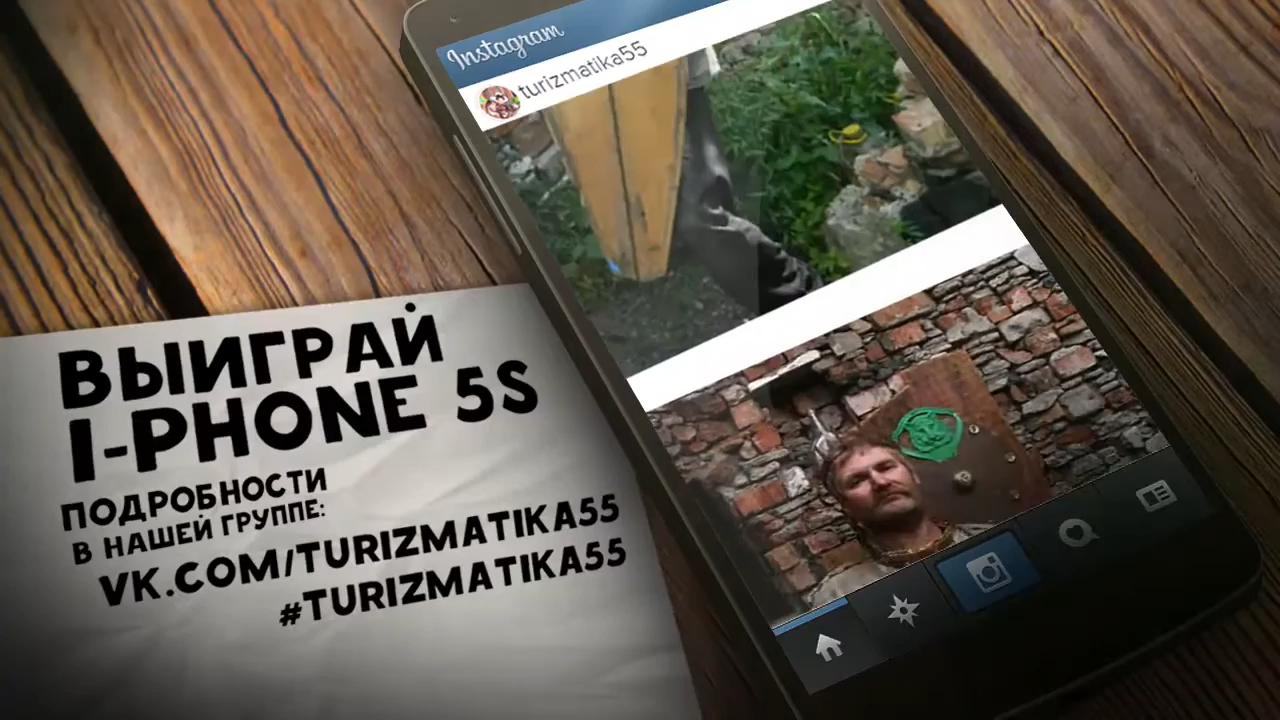 Instagram
turizmatika55
ВЫИГРАЙ
I-PHONE 5S
ПОДРОБНОСТИ
В НАШЕЙ ГРУППЕ:
VK.COM/TURIZMATIKA55
#TURIZMATIKA55